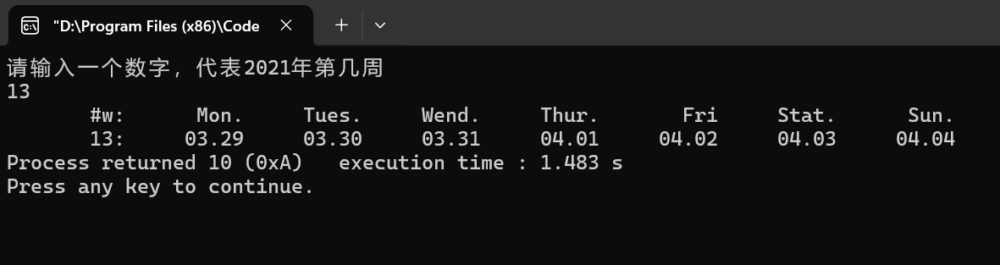 "D:\Program Files (x86)\Code
请输入一个数字，代表2021年第几周
13
#w: Mon. Tues. Wend. Thur. Fri Stat. Sun.
13: 03.29 03.30 03.31 04.01 04.02 04.03 04.04
Process returned 10 (0xA) execution time : 1.483 s
Press any key to continue.